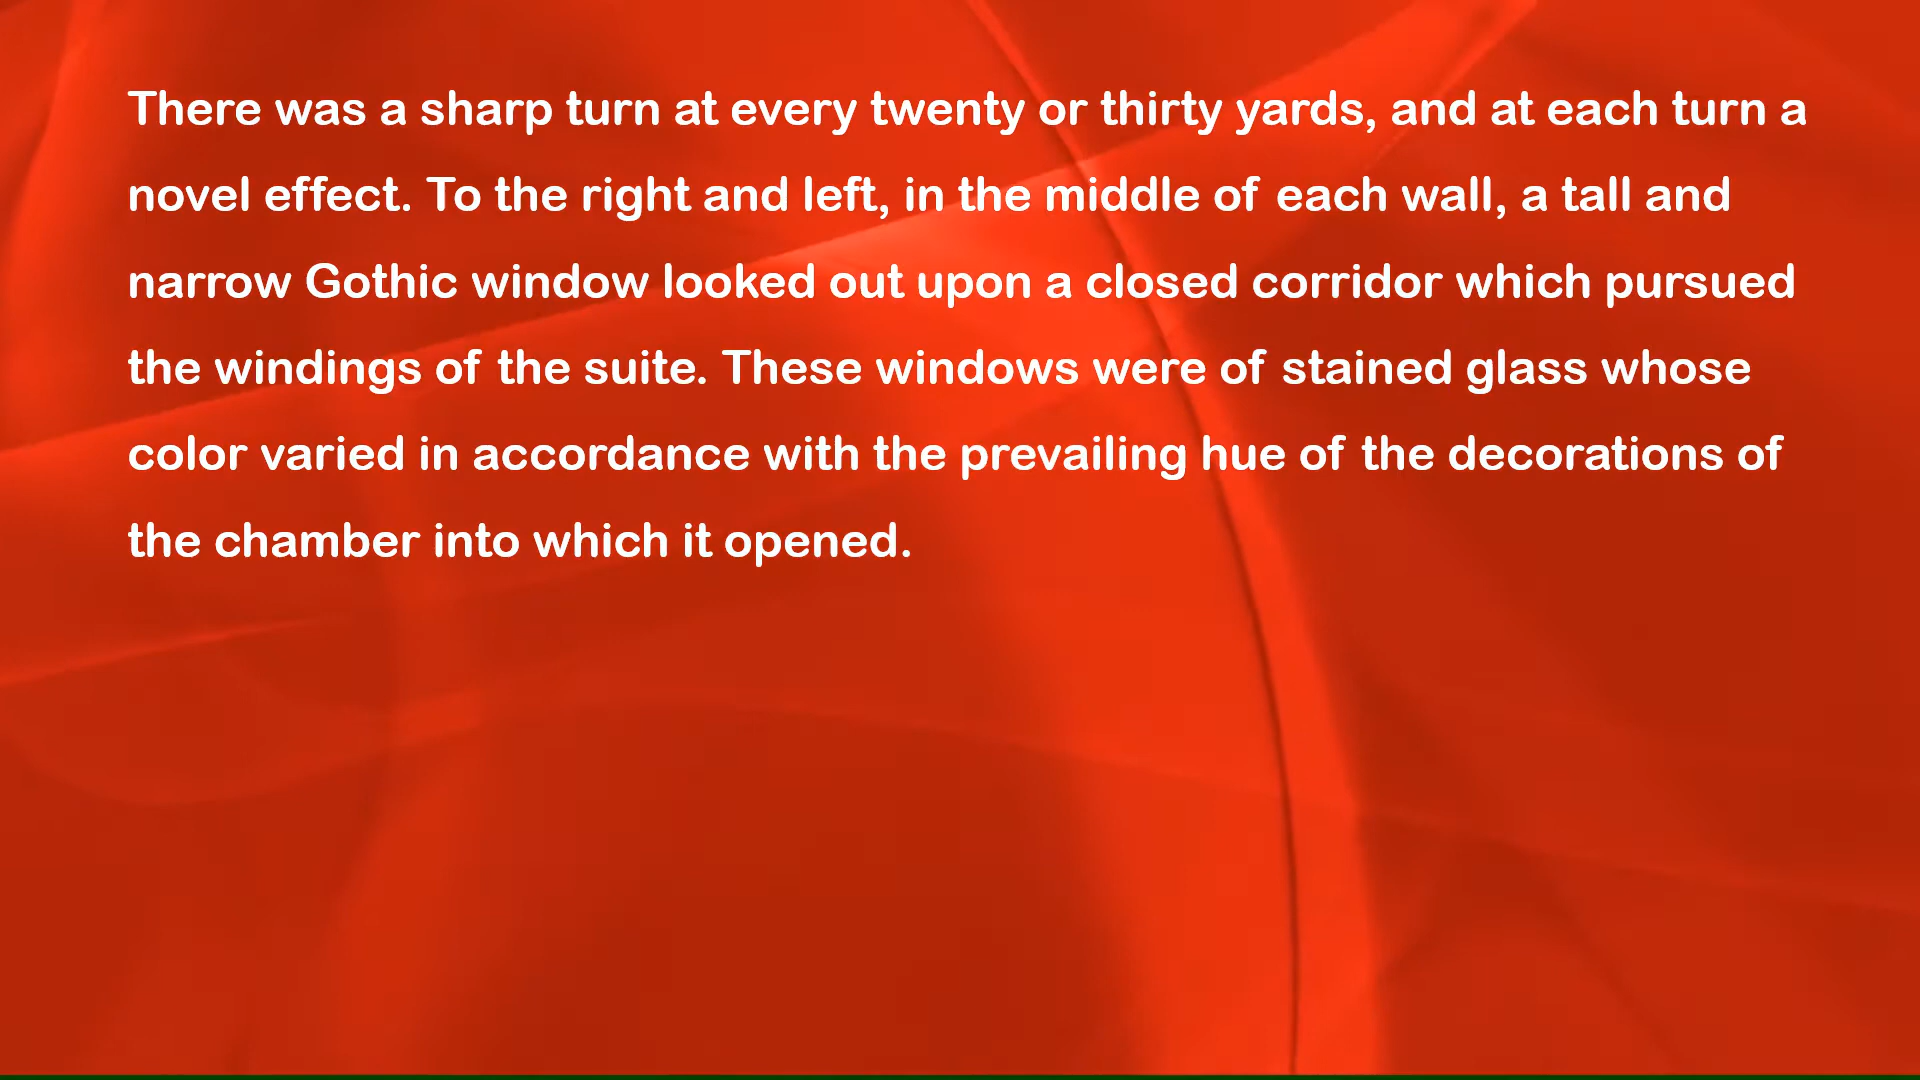 There was a sharp turn at every twenty or thirty yards, and at each turn a
novel effect. To the right and left, in the middle of each wall, a tall and
narrow Gothic window looked out upon a closed corridor which pursued
the windings of the suite. These windows were of stained glass whose
color varied in accordance with the prevailing hue of the decorations of
the chamber into which it opened.